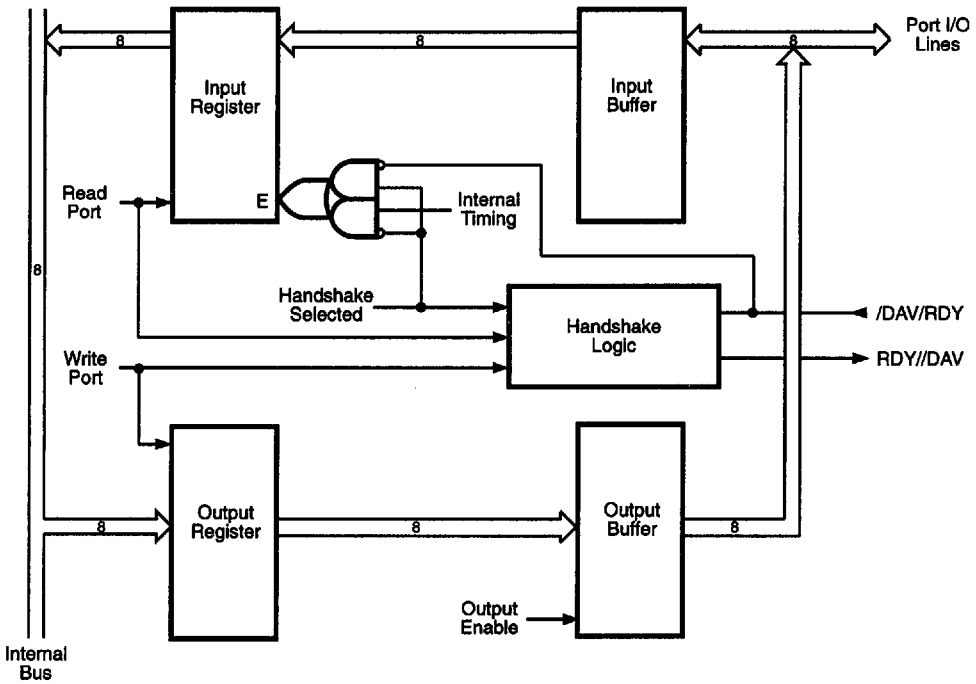 8
8
8
Port I/O
Lines
Input
Register
Input
Buffer
Read
Port
E
Internal
Timing
8
Handshake
Selected
Handshake
Logic
/DAV/RDY
Write
Port
RDY//DAV
8
Output
Register
8
Output
Buffer
8
Output
Enable
Internal
Bus